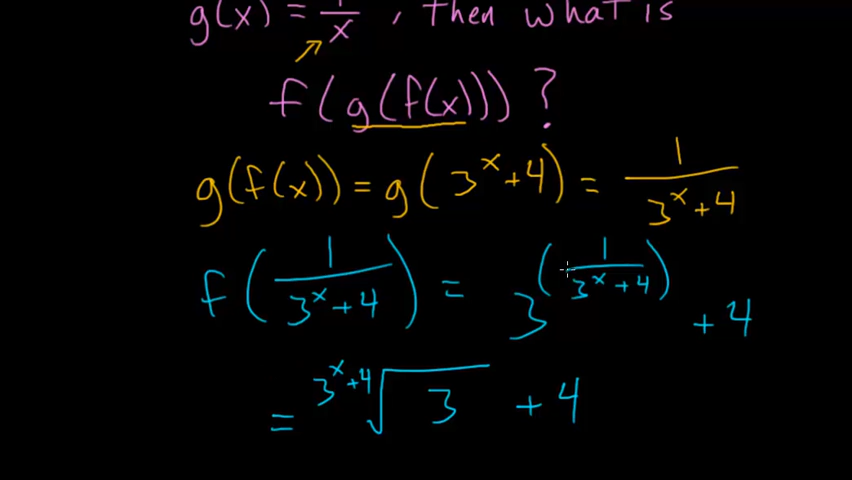 g(x) = 1/x , then what is
f(g(f(x)))?
g(f(x)) = g(3^x+4) = 1/(3^x+4)
f(1/(3^x+4)) = 3^(1/(3^x+4)) + 4
= ^(3^x+4)√3 + 4